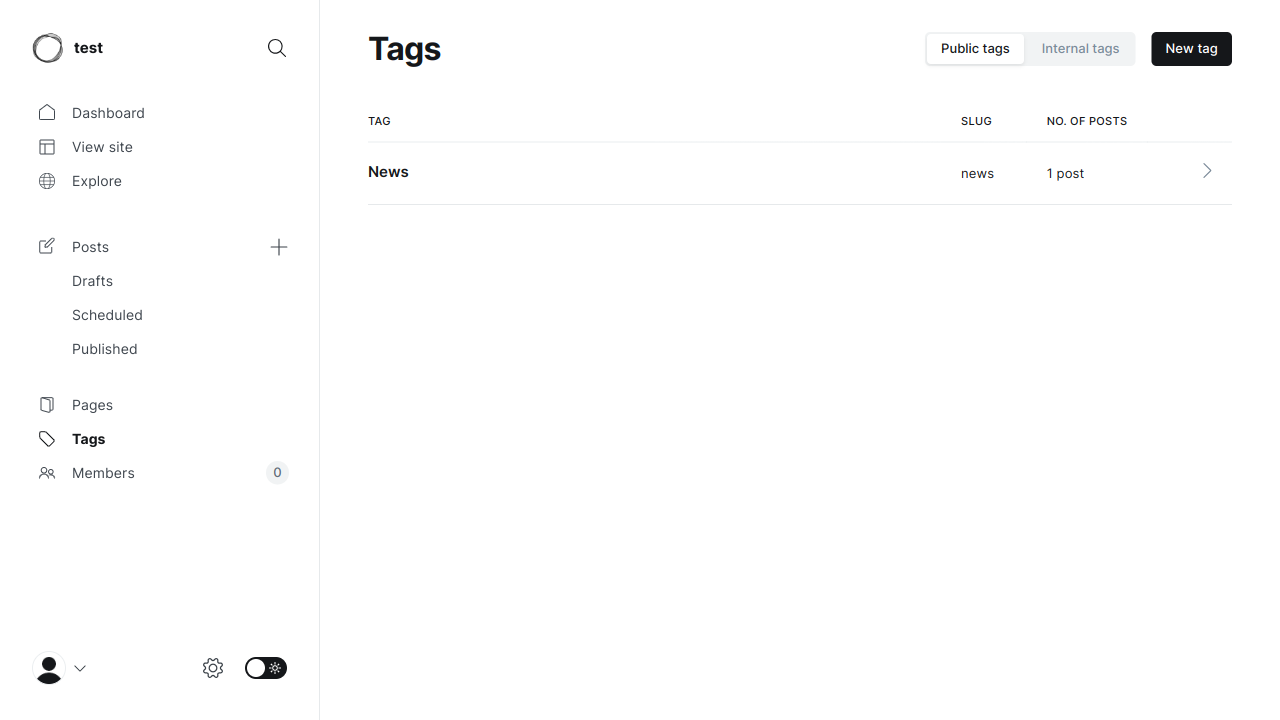 test
Dashboard
View site
Explore
Posts
Drafts
Scheduled
Published
Pages
Tags
Members 0
Tags
Public tags Internal tags New tag
TAG SLUG NO. OF POSTS
News news 1 post